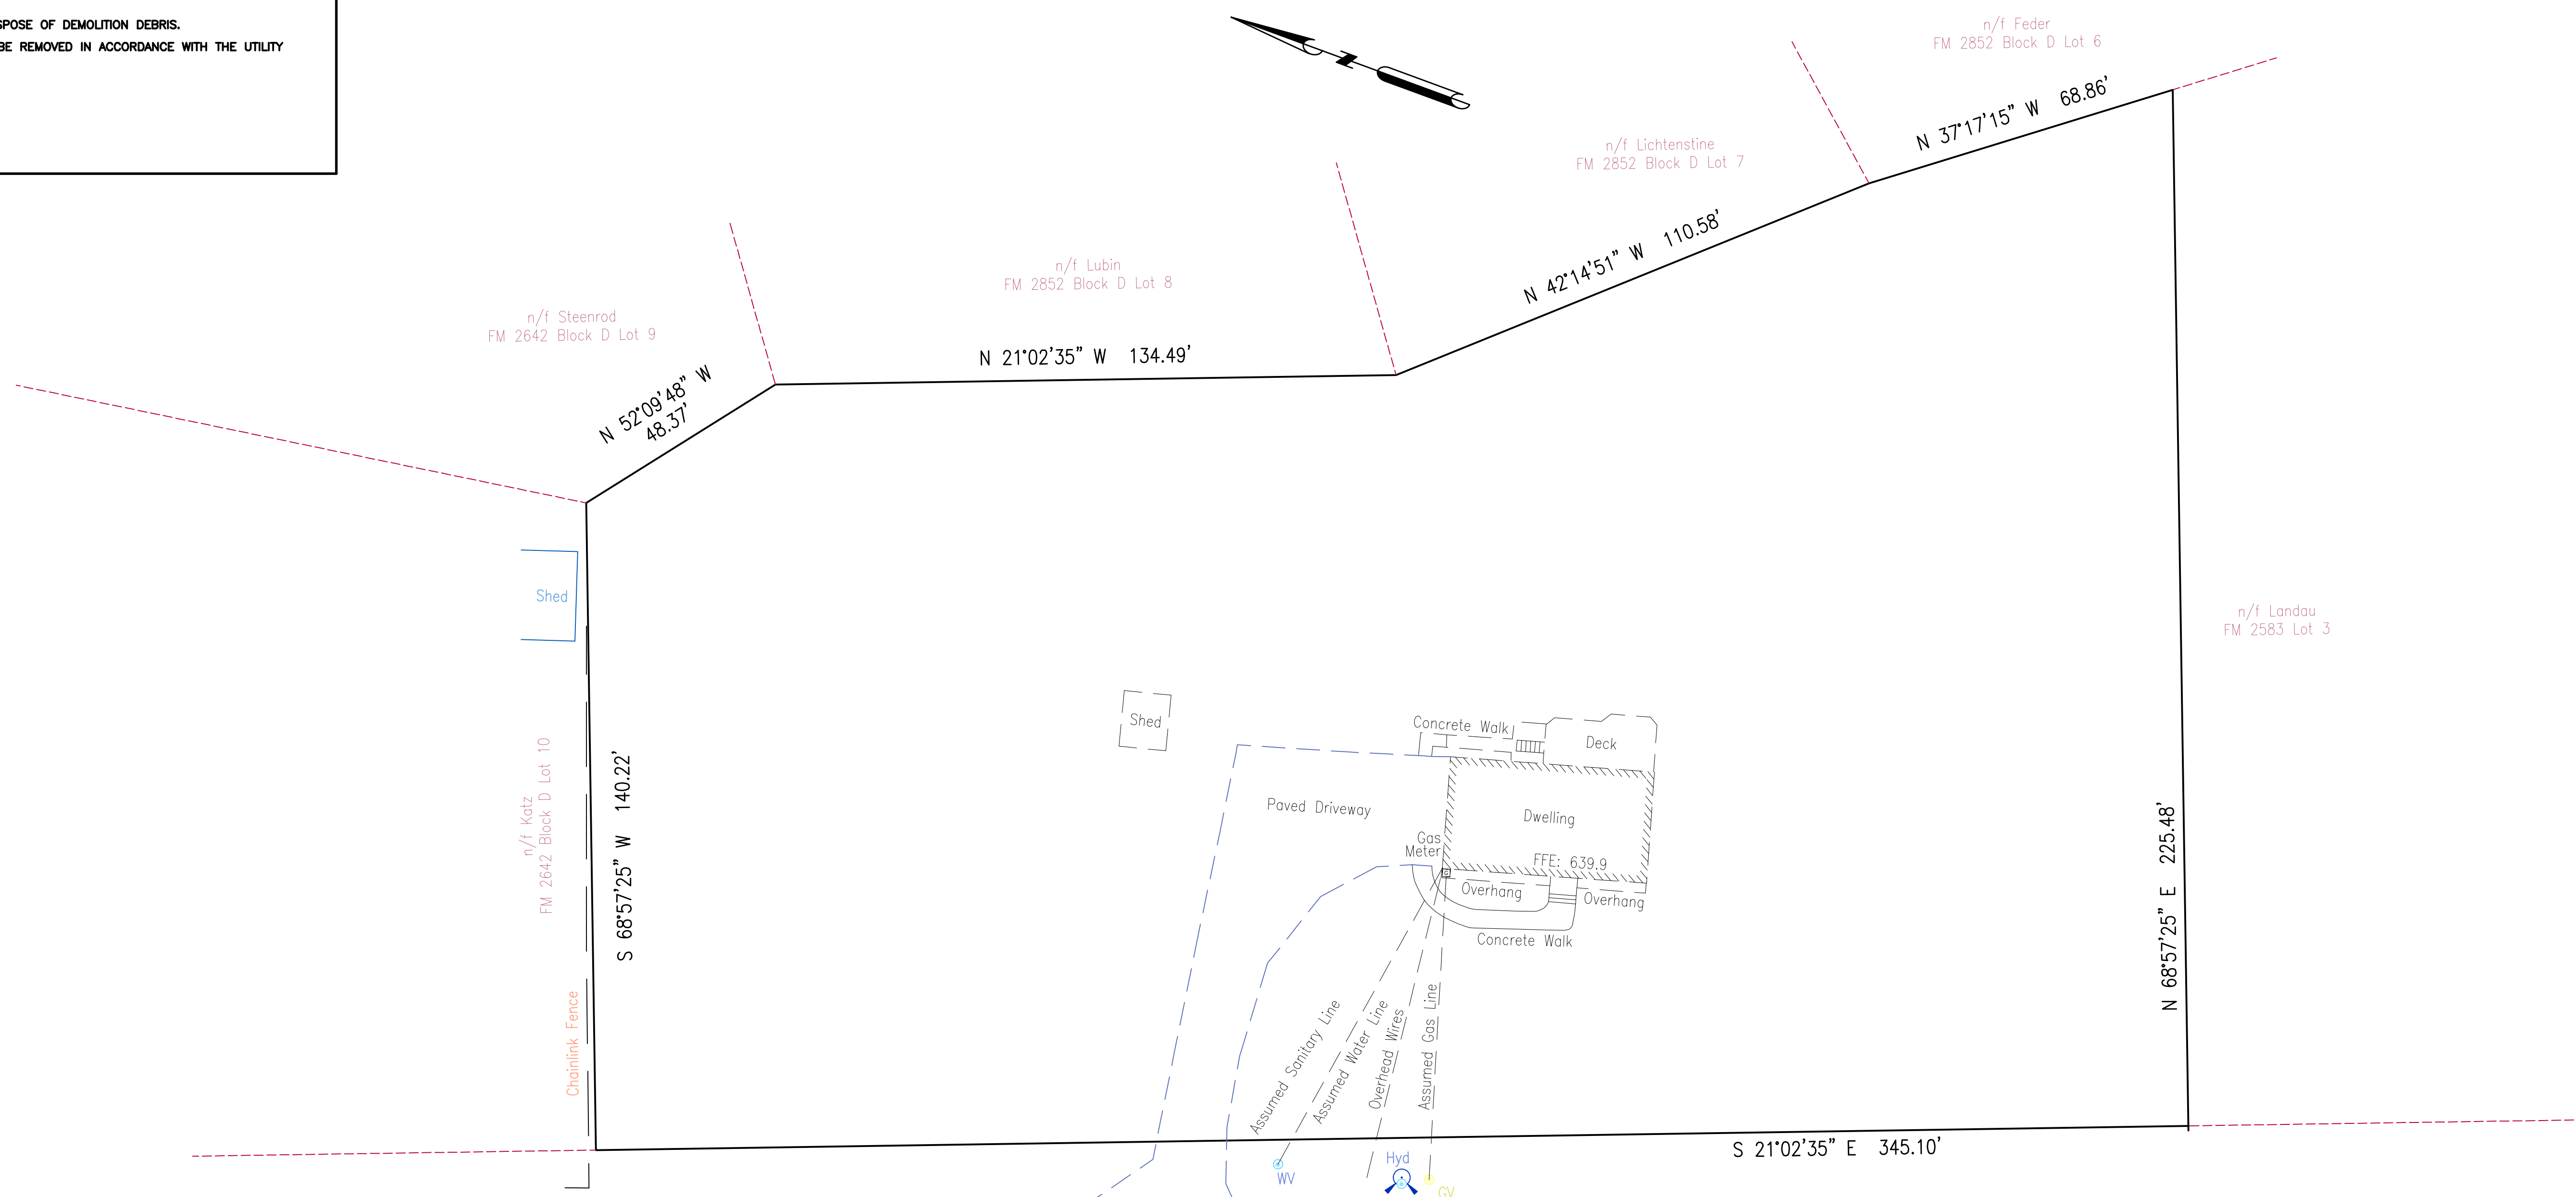 SPOSE OF DEMOLITION DEBRIS.
BE REMOVED IN ACCORDANCE WITH THE UTILITY
N
n/f Feder
FM 2852 Block D Lot 6
N 37°17'15" W 68.86'
n/f Lichtenstine
FM 2852 Block D Lot 7
N 42°14'51" W 110.58'
n/f Lubin
FM 2852 Block D Lot 8
N 21°02'35" W 134.49'
n/f Steenrod
FM 2642 Block D Lot 9
N 52°09'48" W
48.37'
Shed
n/f Katz
FM 2642 Block D Lot 10
S 68°57'25" W 140.22'
Chainlink Fence
Shed
Concrete Walk
Deck
Paved Driveway
Dwelling
Gas
Meter
FFE: 639.9
G
Overhang
Overhang
Concrete Walk
Assumed Sanitary Line
Assumed Water Line
Overhead Wires
Assumed Gas Line
n/f Landau
FM 2583 Lot 3
N 68°57'25" E 225.48'
S 21°02'35" E 345.10'
WV
Hyd
GV